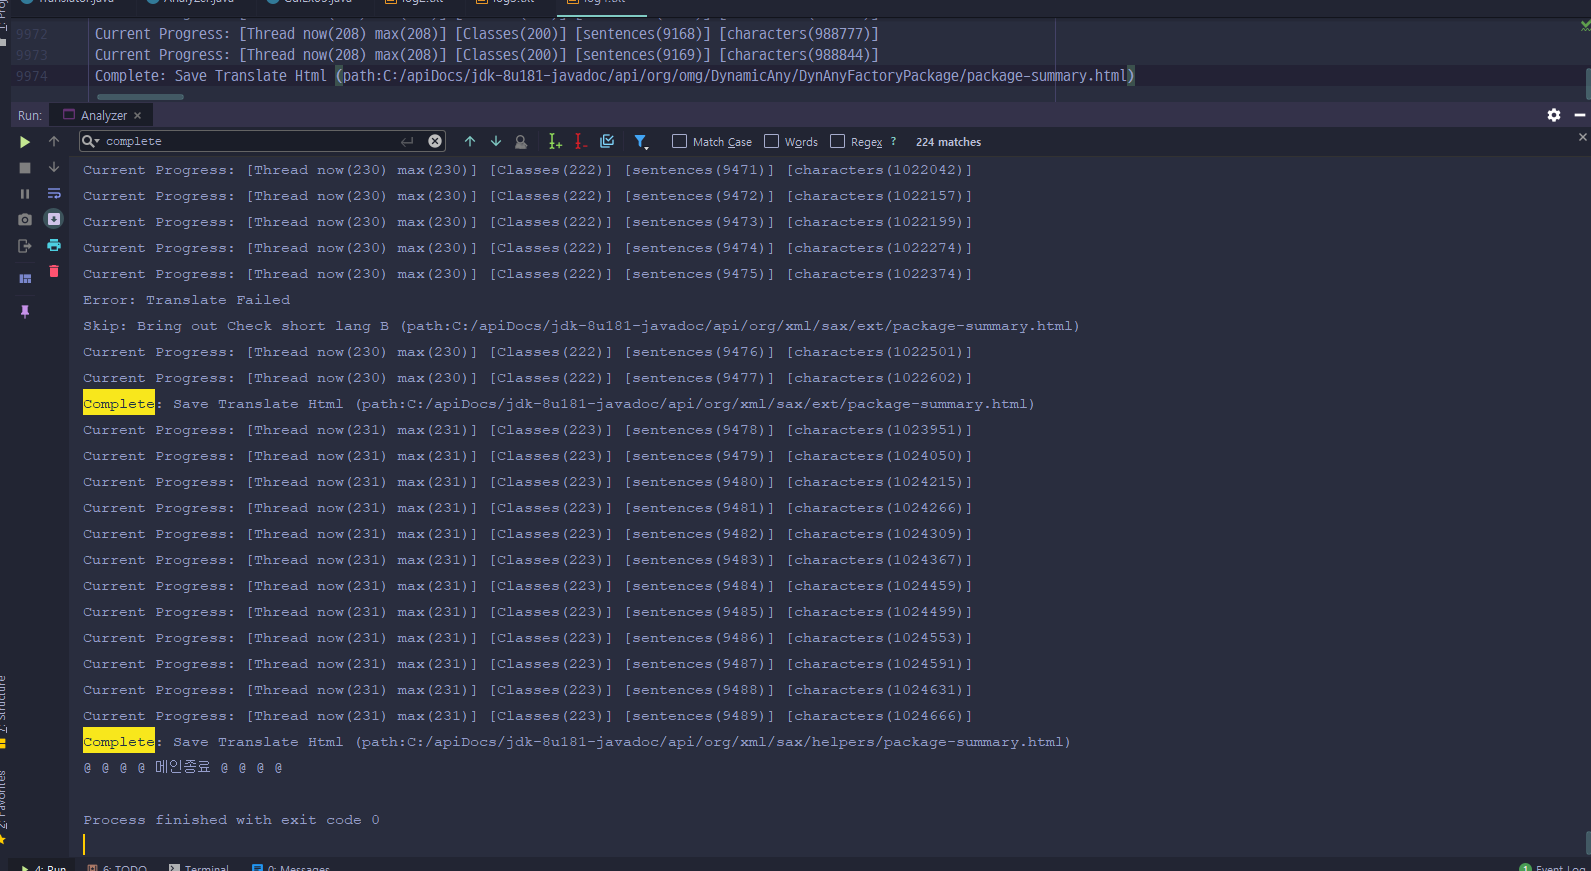 Translator.java Analyzer.java log2.txt log3.txt
9972 Current Progress: [Thread now(208) max(208)] [Classes(200)] [sentences(9168)] [characters(988777)]
9973 Current Progress: [Thread now(208) max(208)] [Classes(200)] [sentences(9169)] [characters(988844)]
9974 Complete: Save Translate Html (path:C:/apiDocs/jdk-8u181-javadoc/api/org/omg/DynamicAny/DynAnyFactoryPackage/package-summary.html)
Run: Analyzer
complete Match Case Words Regex ? 224 matches
Current Progress: [Thread now(230) max(230)] [Classes(222)] [sentences(9471)] [characters(1022042)]
Current Progress: [Thread now(230) max(230)] [Classes(222)] [sentences(9472)] [characters(1022157)]
Current Progress: [Thread now(230) max(230)] [Classes(222)] [sentences(9473)] [characters(1022199)]
Current Progress: [Thread now(230) max(230)] [Classes(222)] [sentences(9474)] [characters(1022274)]
Current Progress: [Thread now(230) max(230)] [Classes(222)] [sentences(9475)] [characters(1022374)]
Error: Translate Failed
Skip: Bring out Check short lang B (path:C:/apiDocs/jdk-8u181-javadoc/api/org/xml/sax/ext/package-summary.html)
Current Progress: [Thread now(230) max(230)] [Classes(222)] [sentences(9476)] [characters(1022501)]
Current Progress: [Thread now(230) max(230)] [Classes(222)] [sentences(9477)] [characters(1022602)]
Complete: Save Translate Html (path:C:/apiDocs/jdk-8u181-javadoc/api/org/xml/sax/ext/package-summary.html)
Current Progress: [Thread now(231) max(231)] [Classes(223)] [sentences(9478)] [characters(1023951)]
Current Progress: [Thread now(231) max(231)] [Classes(223)] [sentences(9479)] [characters(1024050)]
Current Progress: [Thread now(231) max(231)] [Classes(223)] [sentences(9480)] [characters(1024215)]
Current Progress: [Thread now(231) max(231)] [Classes(223)] [sentences(9481)] [characters(1024266)]
Current Progress: [Thread now(231) max(231)] [Classes(223)] [sentences(9482)] [characters(1024309)]
Current Progress: [Thread now(231) max(231)] [Classes(223)] [sentences(9483)] [characters(1024367)]
Current Progress: [Thread now(231) max(231)] [Classes(223)] [sentences(9484)] [characters(1024459)]
Current Progress: [Thread now(231) max(231)] [Classes(223)] [sentences(9485)] [characters(1024499)]
Current Progress: [Thread now(231) max(231)] [Classes(223)] [sentences(9486)] [characters(1024553)]
Current Progress: [Thread now(231) max(231)] [Classes(223)] [sentences(9487)] [characters(1024591)]
Current Progress: [Thread now(231) max(231)] [Classes(223)] [sentences(9488)] [characters(1024631)]
Current Progress: [Thread now(231) max(231)] [Classes(223)] [sentences(9489)] [characters(1024666)]
Complete: Save Translate Html (path:C:/apiDocs/jdk-8u181-javadoc/api/org/xml/sax/helpers/package-summary.html)
@ @ @ @ 메인종료 @ @ @ @
Process finished with exit code 0
7: Structure
2: Favorites
4: Run 6: TODO Terminal 0: Messages 1 Event Log